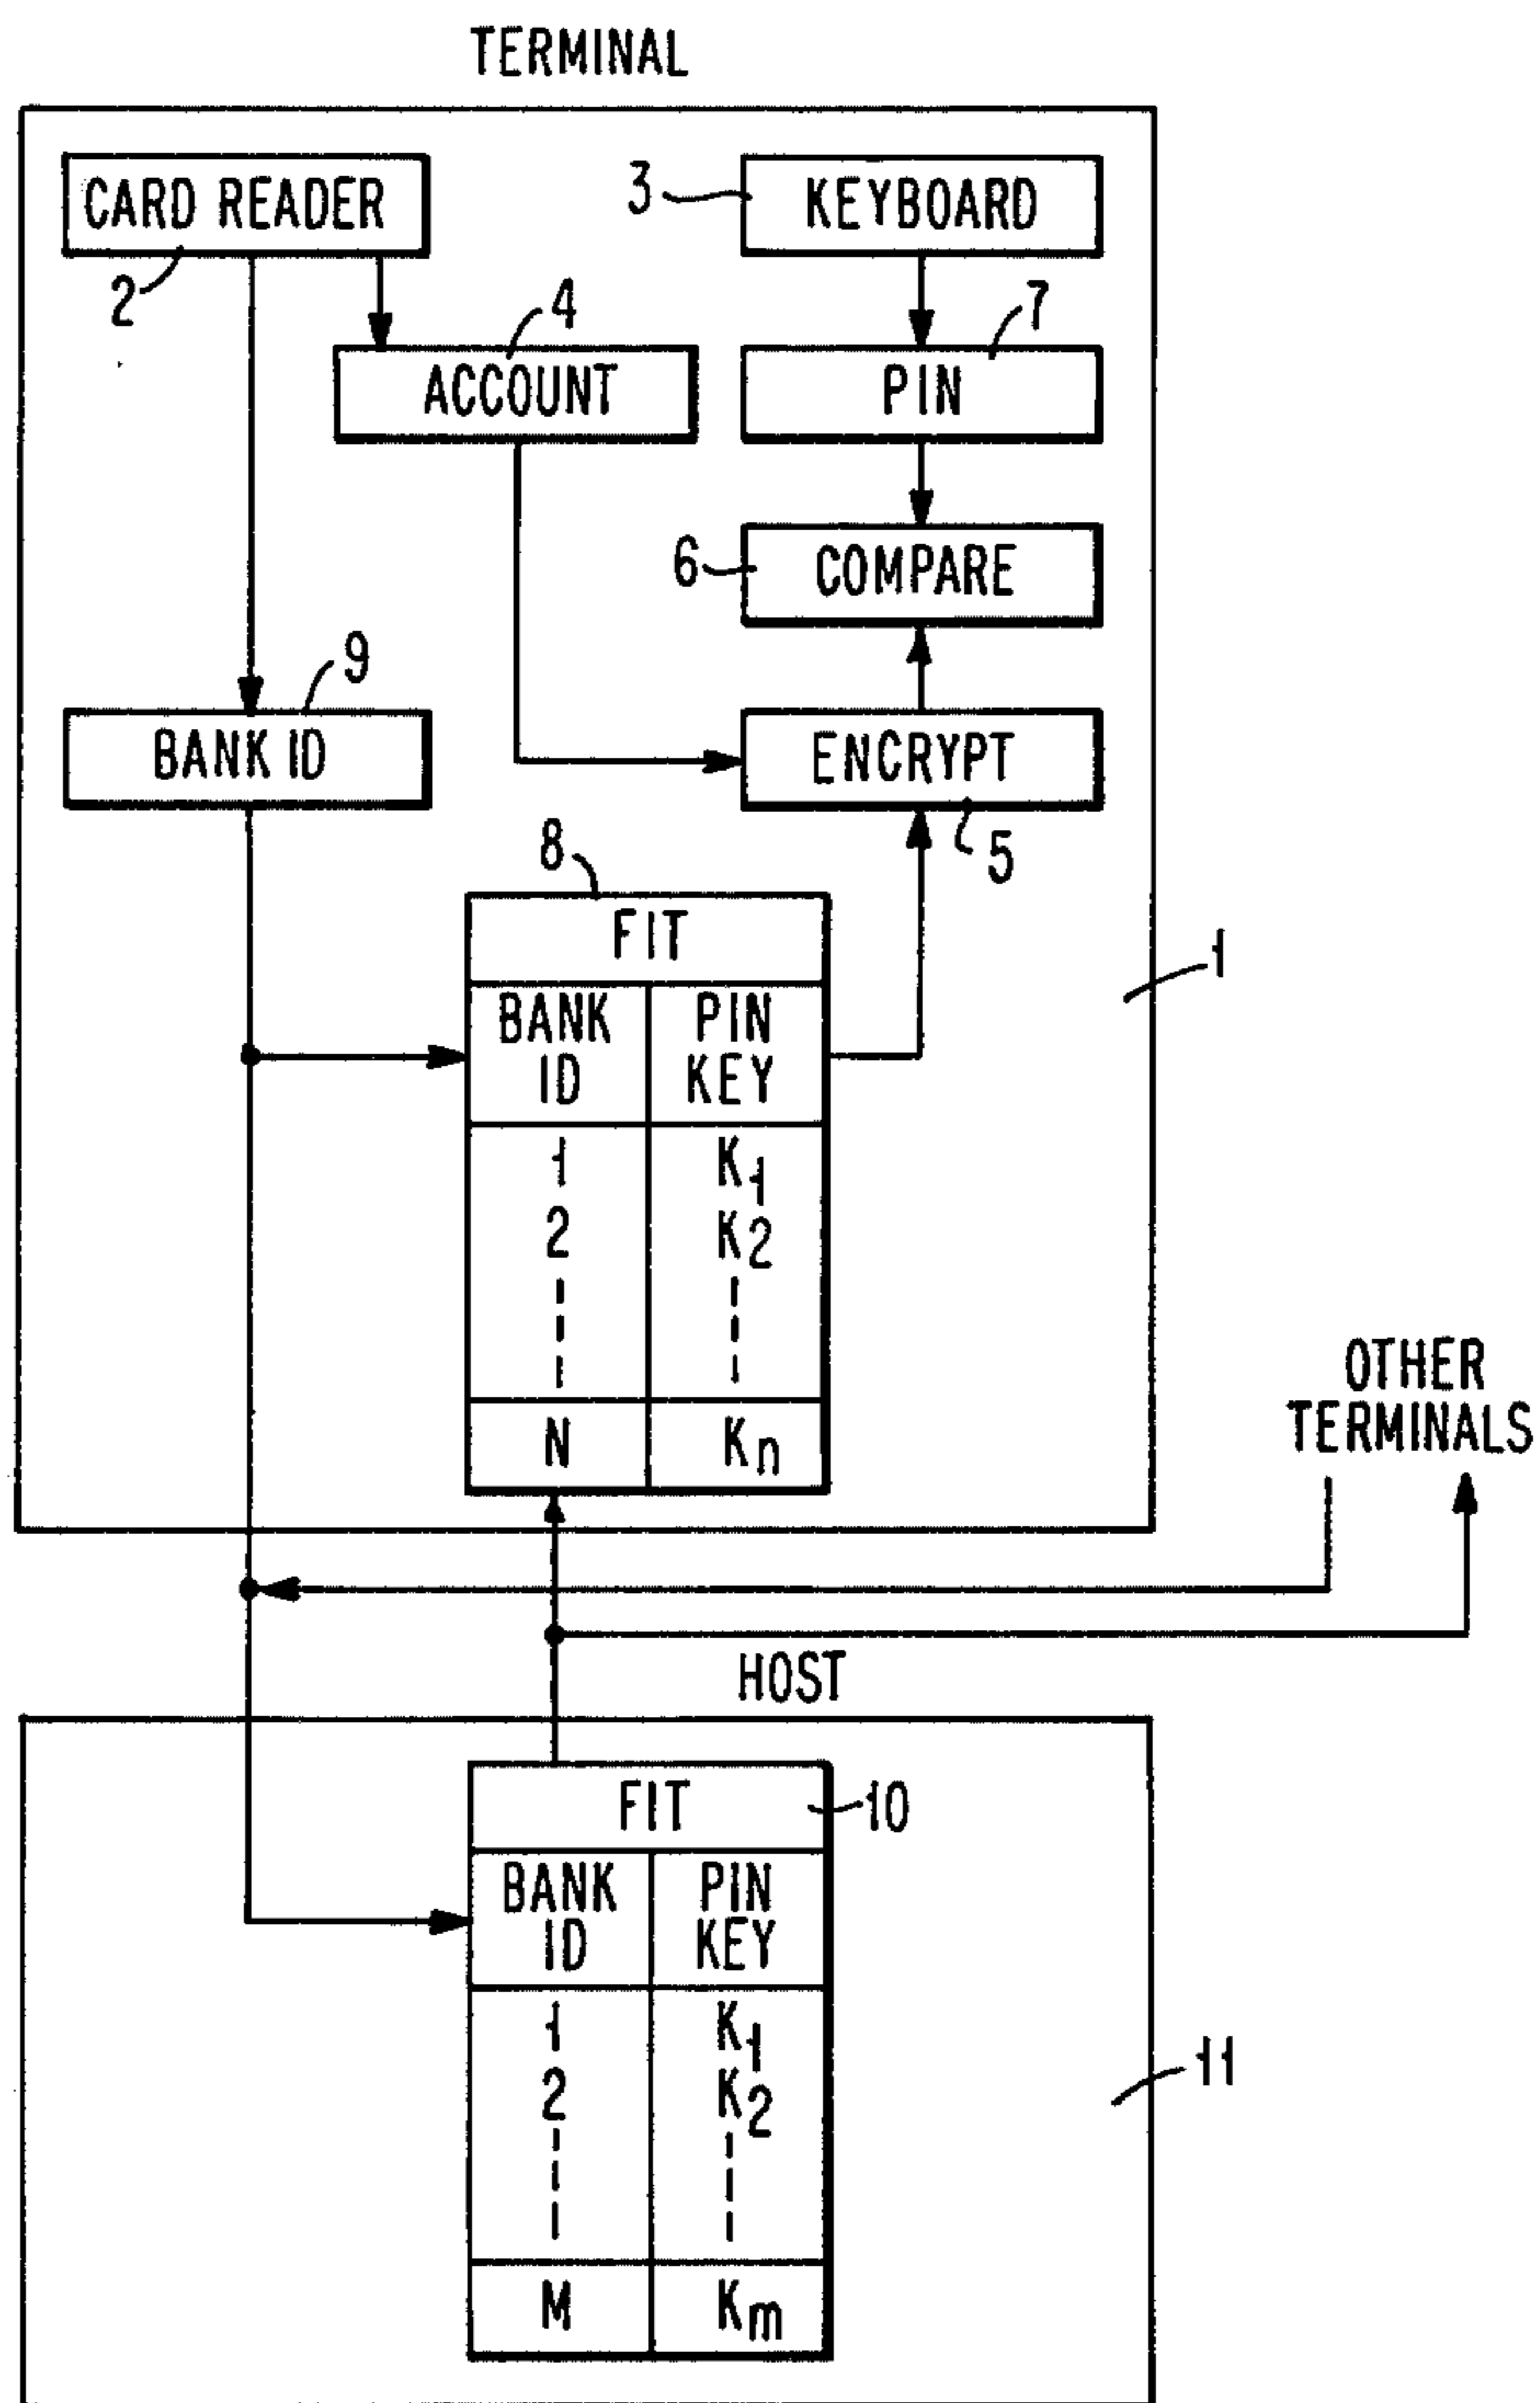 TERMINAL
CARD READER
3
KEYBOARD
2
4
7
ACCOUNT
PIN
6
COMPARE
9
BANK ID
ENCRYPT
8
5
FIT
1
BANK ID
PIN KEY
1 K1
2 K2
N Kn
OTHER
TERMINALS
HOST
FIT
10
BANK ID
PIN KEY
1 K1
11
2 K2
M Km